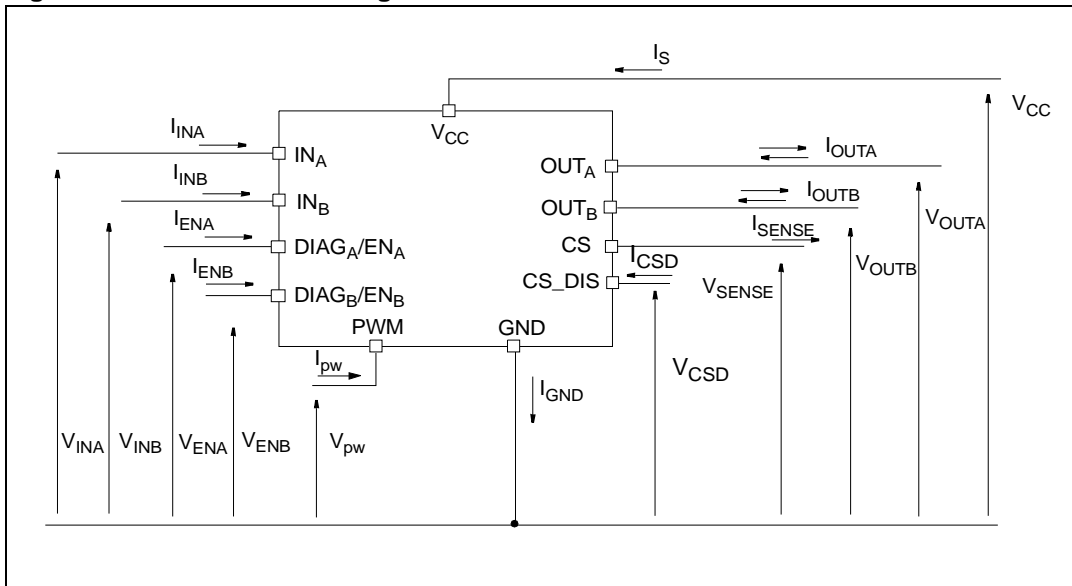 I_S
V_CC
V_CC
I_INA
IN_A
I_INB
IN_B
I_ENA
DIAG_A/EN_A
I_ENB
DIAG_B/EN_B
PWM
GND
I_pw
I_GND
OUT_A
I_OUTA
OUT_B
I_OUTB
CS
I_SENSE
CS_DIS
I_CSD
V_INA
V_INB
V_ENA
V_ENB
V_pw
V_CSD
V_SENSE
V_OUTB
V_OUTA